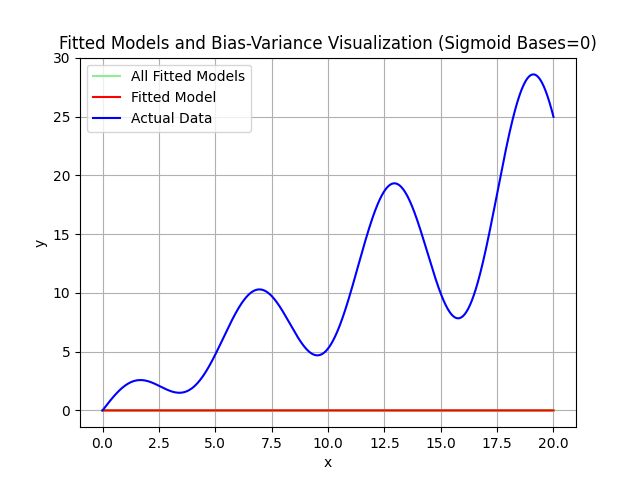 Fitted Models and Bias-Variance Visualization (Sigmoid Bases=0)
All Fitted Models
Fitted Model
Actual Data
30
25
20
15
10
5
0
y
0.0 2.5 5.0 7.5 10.0 12.5 15.0 17.5 20.0
x